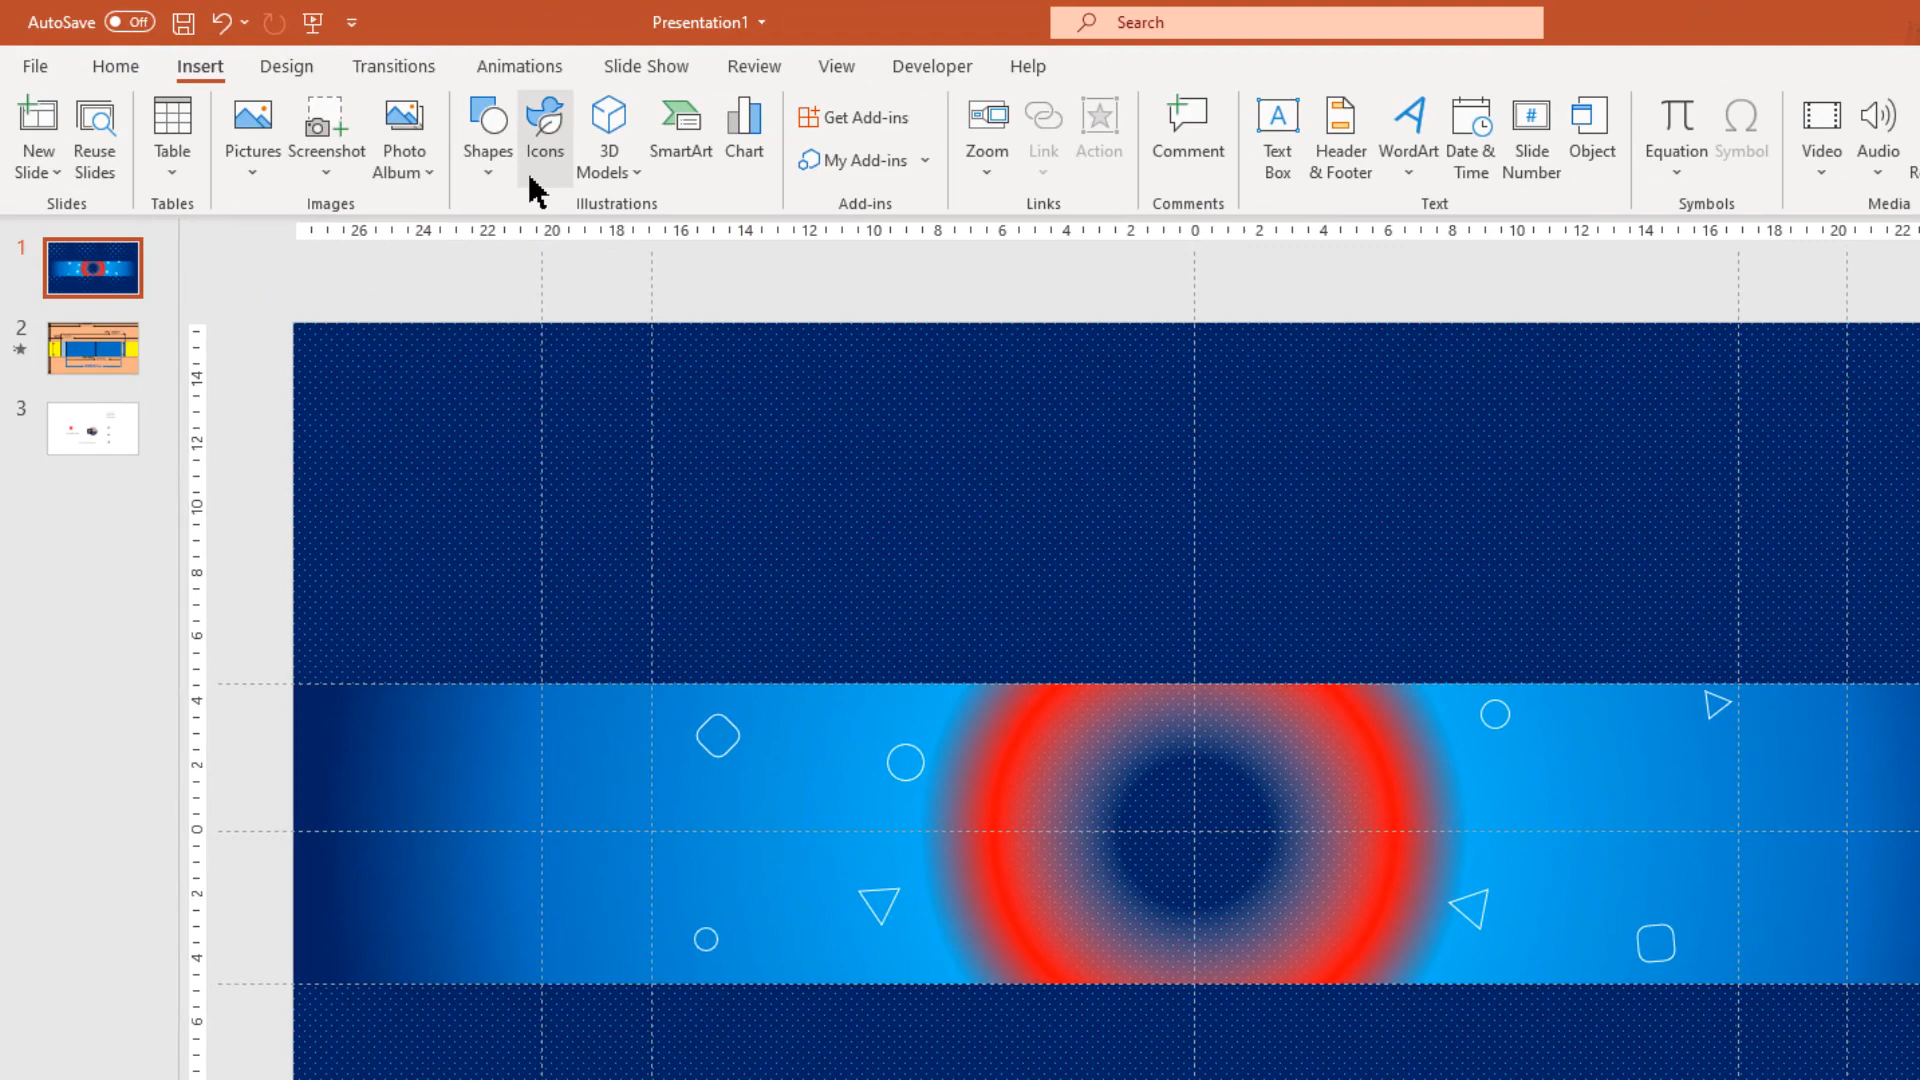 AutoSave Off Presentation1 Search
File Home Insert Design Transitions Animations Slide Show Review View Developer Help
New Slide Reuse Slides Table Pictures Screenshot Photo Album Shapes Icons 3D Models SmartArt Chart Get Add-ins My Add-ins Zoom Link Action Comment Text Box Header & Footer WordArt Date & Time Slide Number Object Equation Symbol Video Audio
Slides Tables Images Illustrations Add-ins Links Comments Text Symbols Media
26 24 22 20 18 16 14 12 10 8 6 4 2 0 2 4 6 8 10 12 14 16 18 20 22
1
2
3
14
12
10
8
6
4
2
0
2
4
6